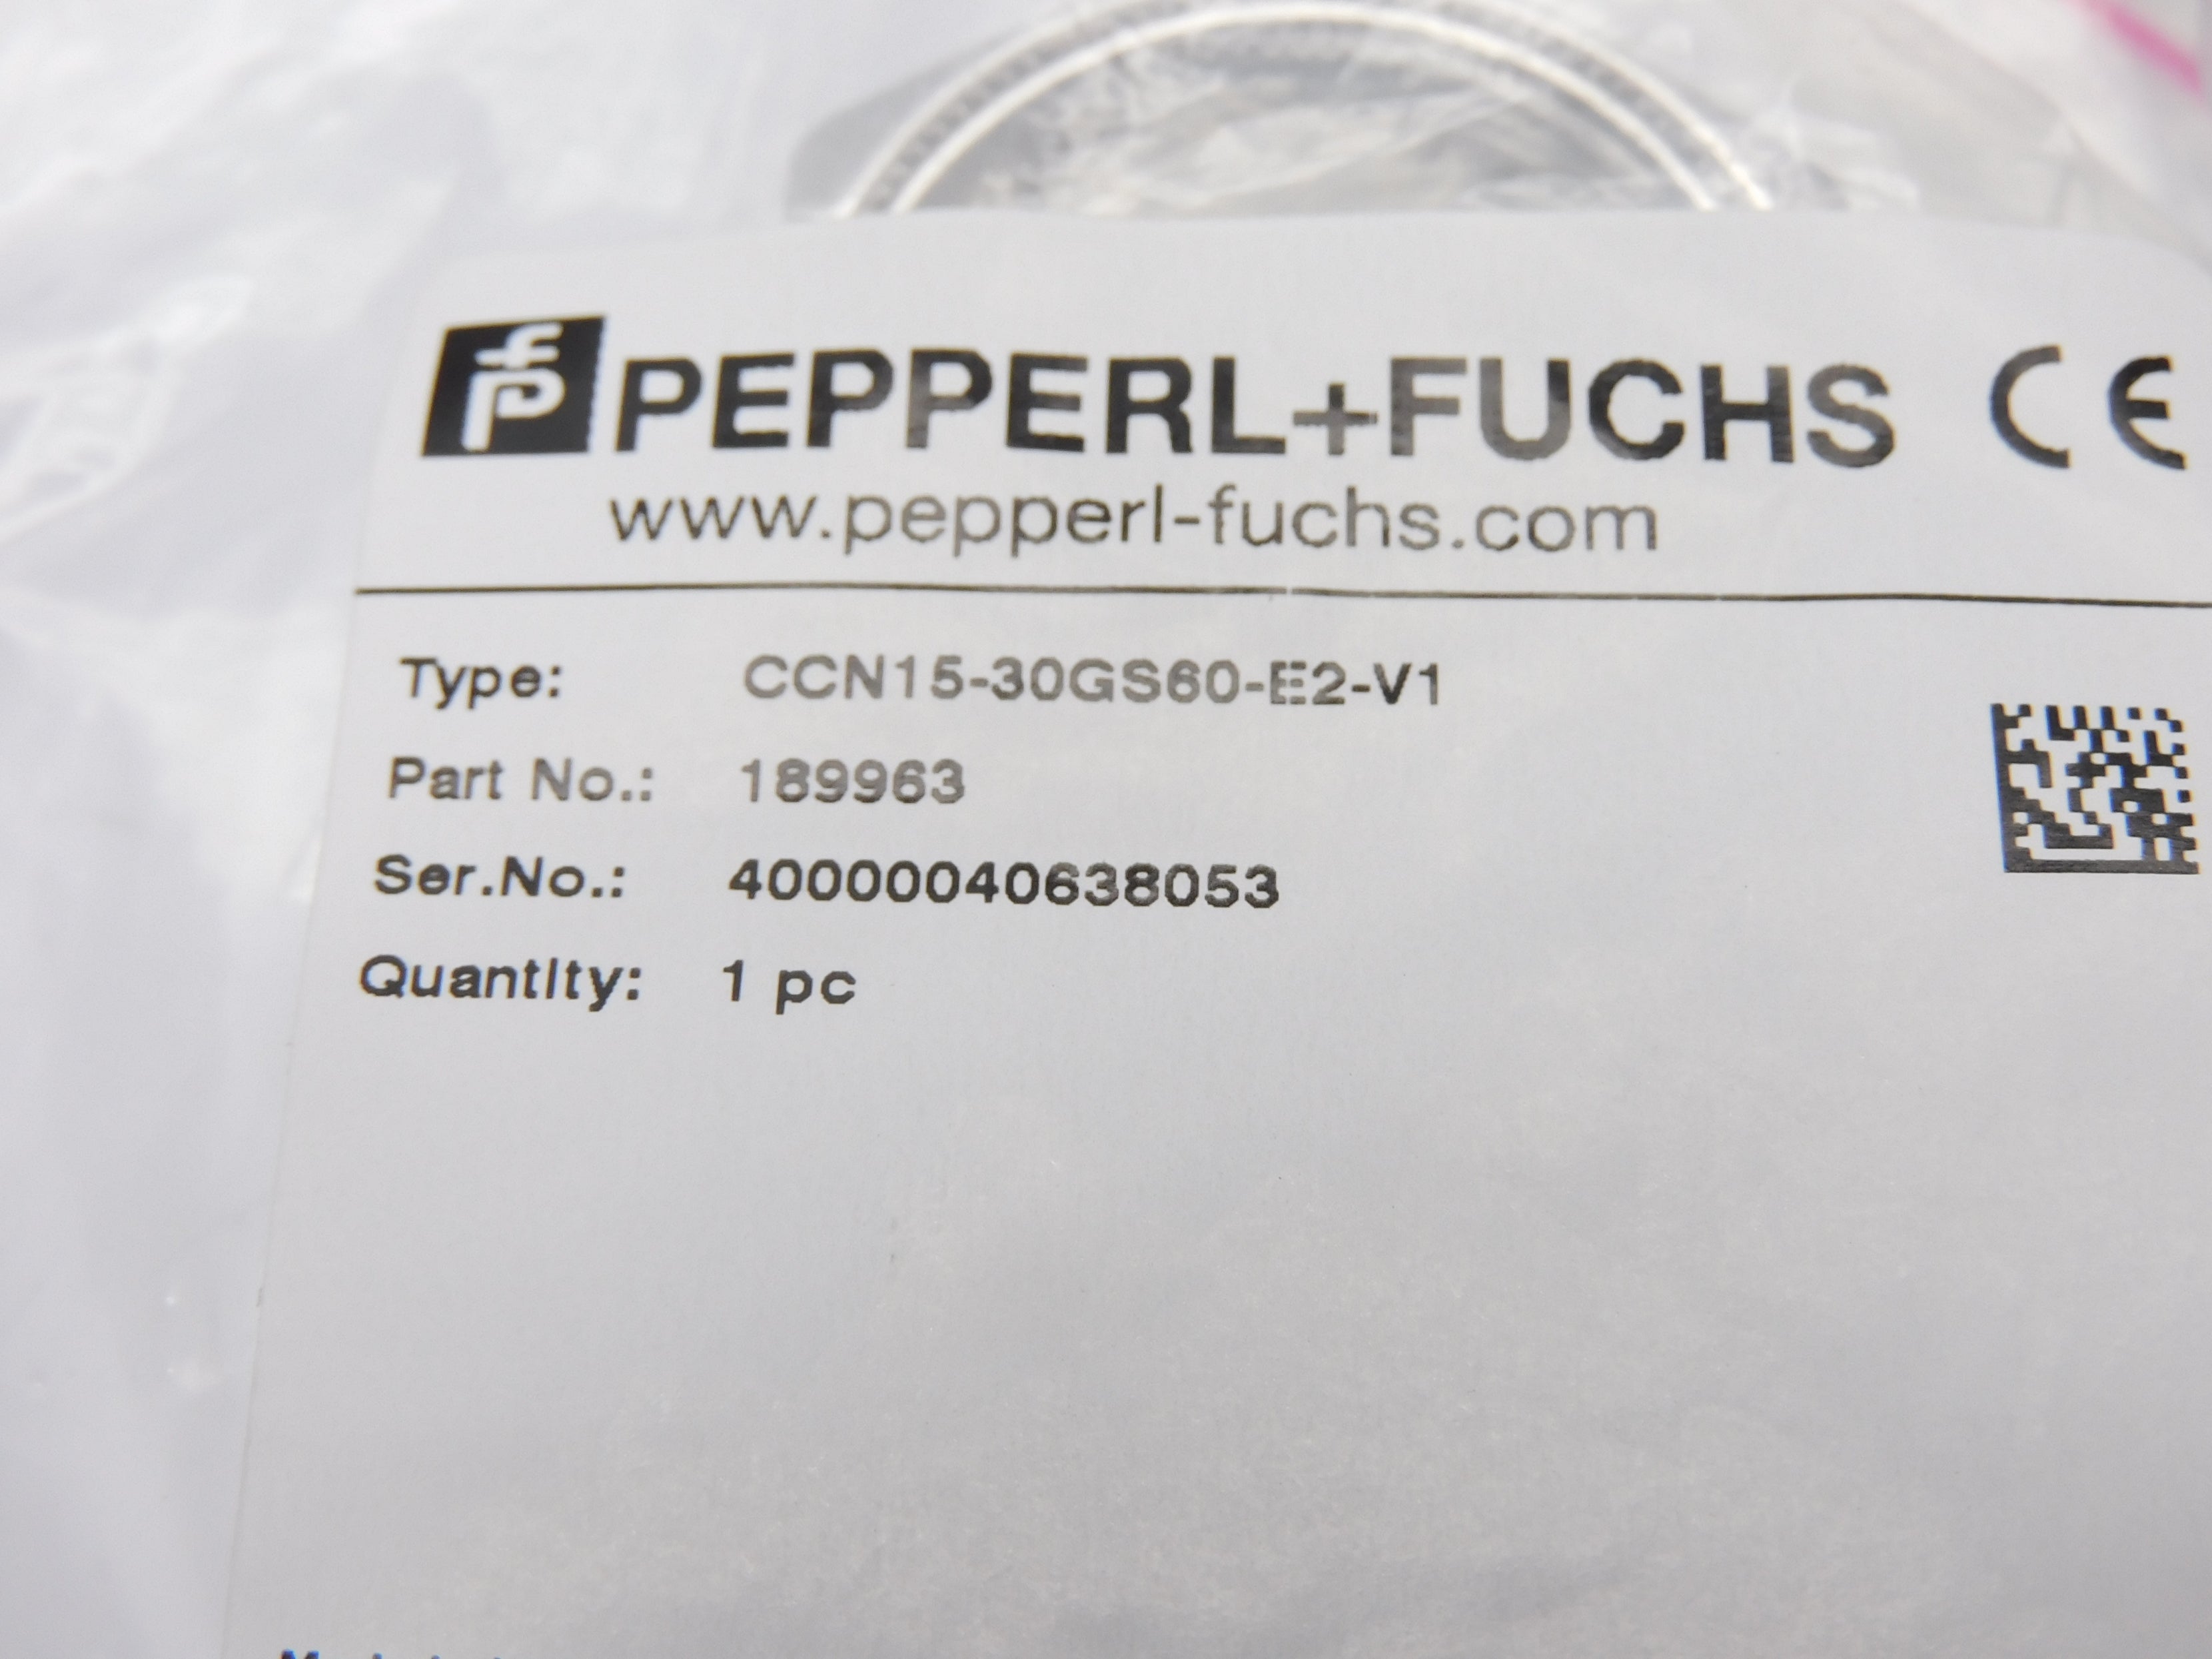 fp PEPPERL+FUCHS CE
www.pepperl-fuchs.com
Type: CCN15-30GS60-E2-V1
Part No.: 189963
Ser.No.: 40000040638053
Quantity: 1 pc